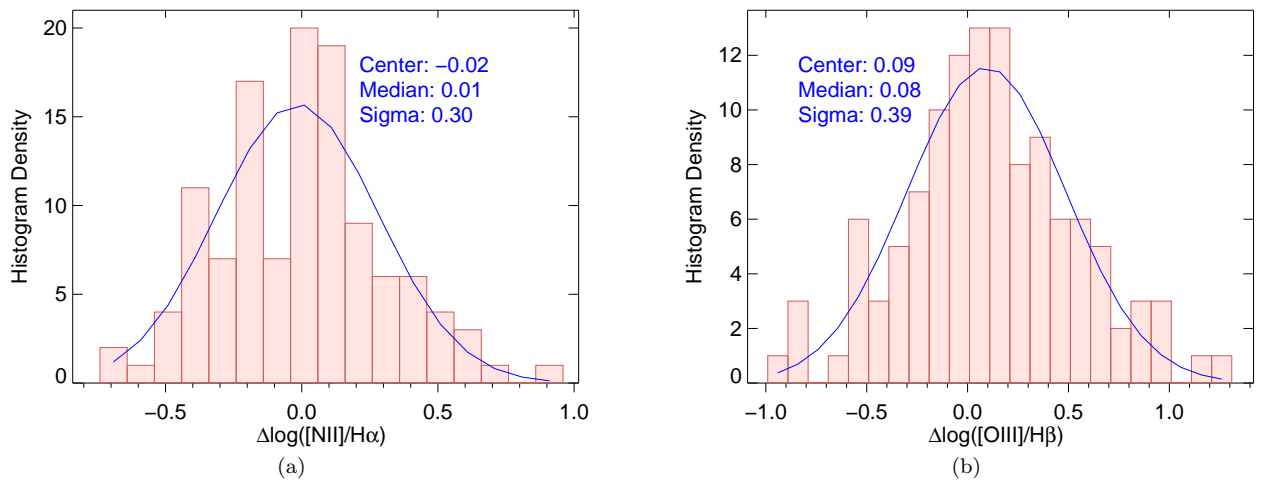 20
15
10
5
0
Histogram Density
Center: −0.02
Median: 0.01
Sigma: 0.30
−0.5
0.0
0.5
1.0
Δlog([NII]/Hα)
(a)
12
10
8
6
4
2
0
Histogram Density
Center: 0.09
Median: 0.08
Sigma: 0.39
−1.0
−0.5
0.0
0.5
1.0
Δlog([OIII]/Hβ)
(b)